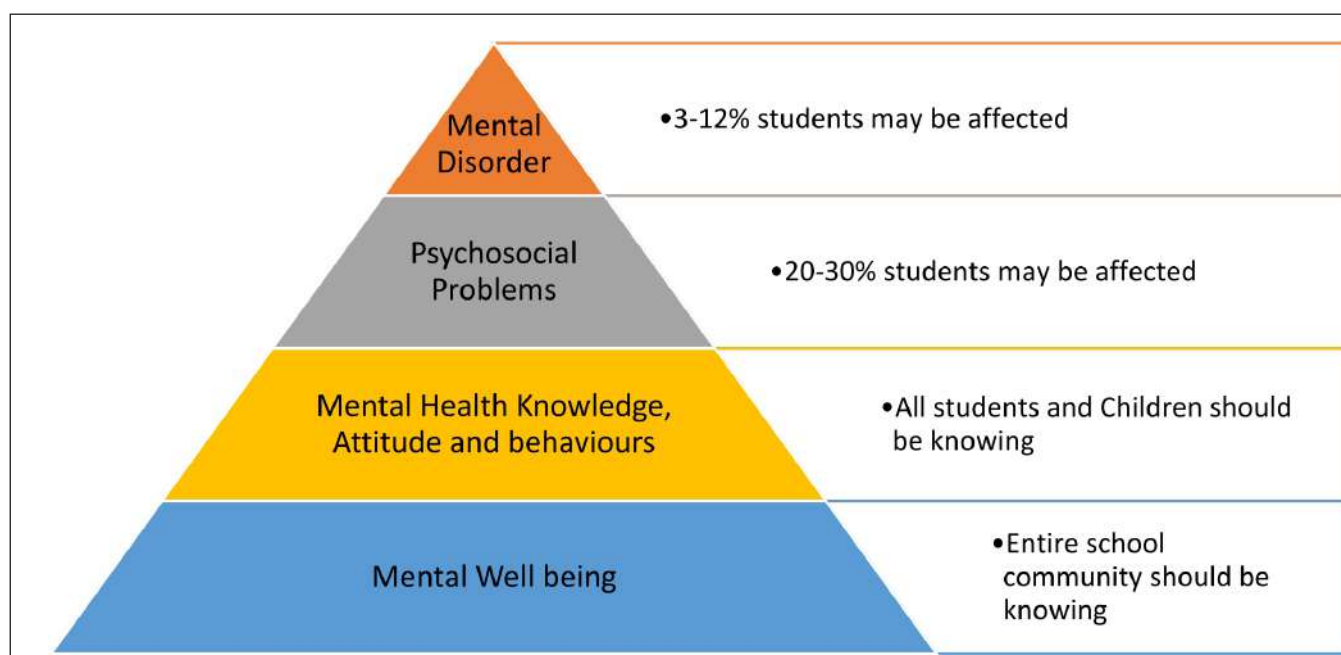 Mental
Disorder
•3-12% students may be affected
Psychosocial
Problems
•20-30% students may be affected
Mental Health Knowledge,
Attitude and behaviours
•All students and Children should
be knowing
Mental Well being
•Entire school
community should be
knowing